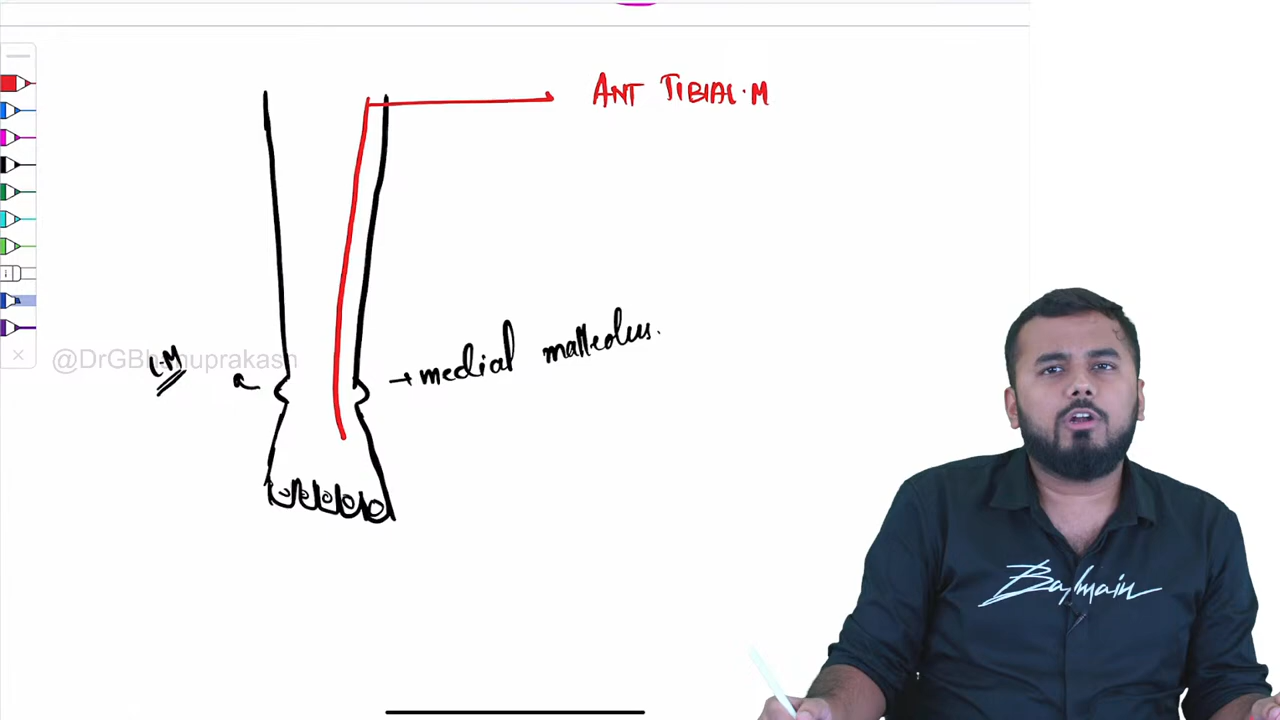 ANT TIBIAL.M
@DrGBhanuprakash
L.M
→ medial malleolus.
Balmain